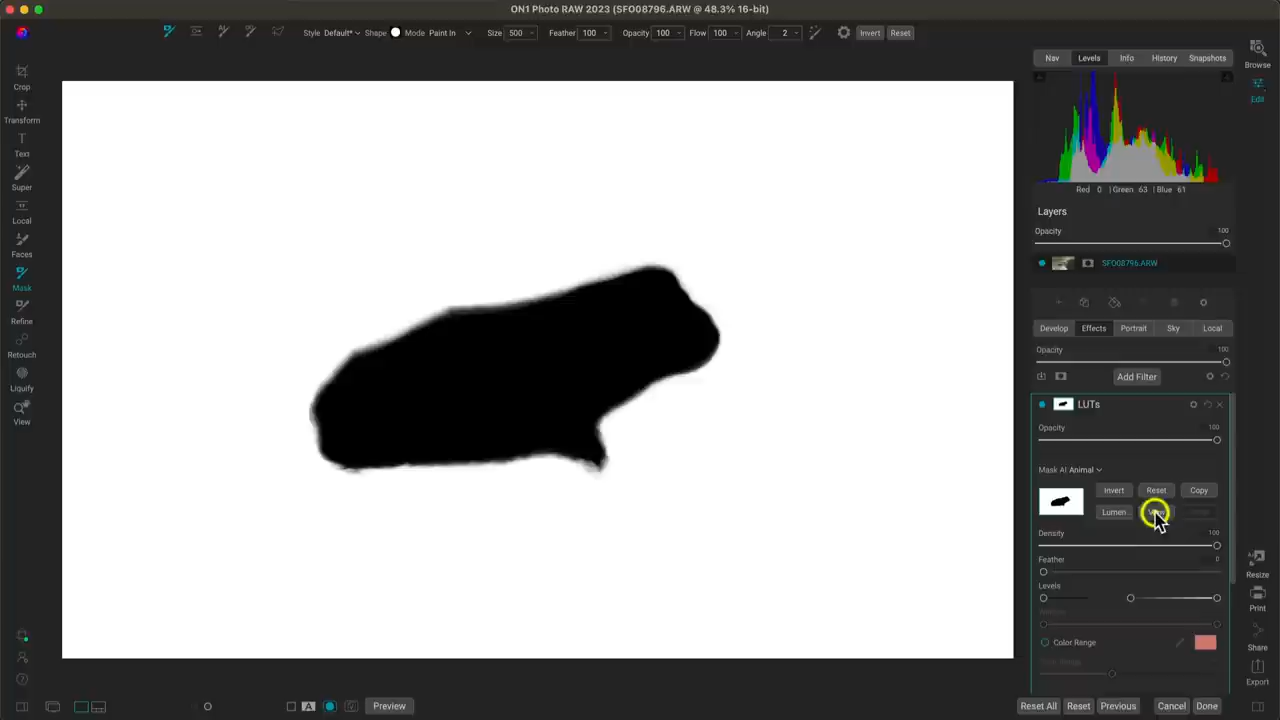 ON1 Photo RAW 2023 (SFO08796.ARW @ 48.3% 16-bit)
Style Default* Shape Mode Paint In Size 500 Feather 100 Opacity 100 Flow 100 Angle 2 Invert Reset
Crop
Transform
Text
Super
Local
Faces
Mask
Refine
Retouch
Liquify
View
Nav Levels Info History Snapshots
Red 0 | Green 63 | Blue 61
Layers
Opacity 100
SFO08796.ARW
Develop Effects Portrait Sky Local
Opacity 100
Add Filter
LUTs
Opacity 100
Mask AI Animal
Invert Reset Copy
Lumen
Density 100
Feather 0
Levels
Color Range
Browse
Edit
Resize
Print
Share
Export
A Preview
Reset All Reset Previous Cancel Done